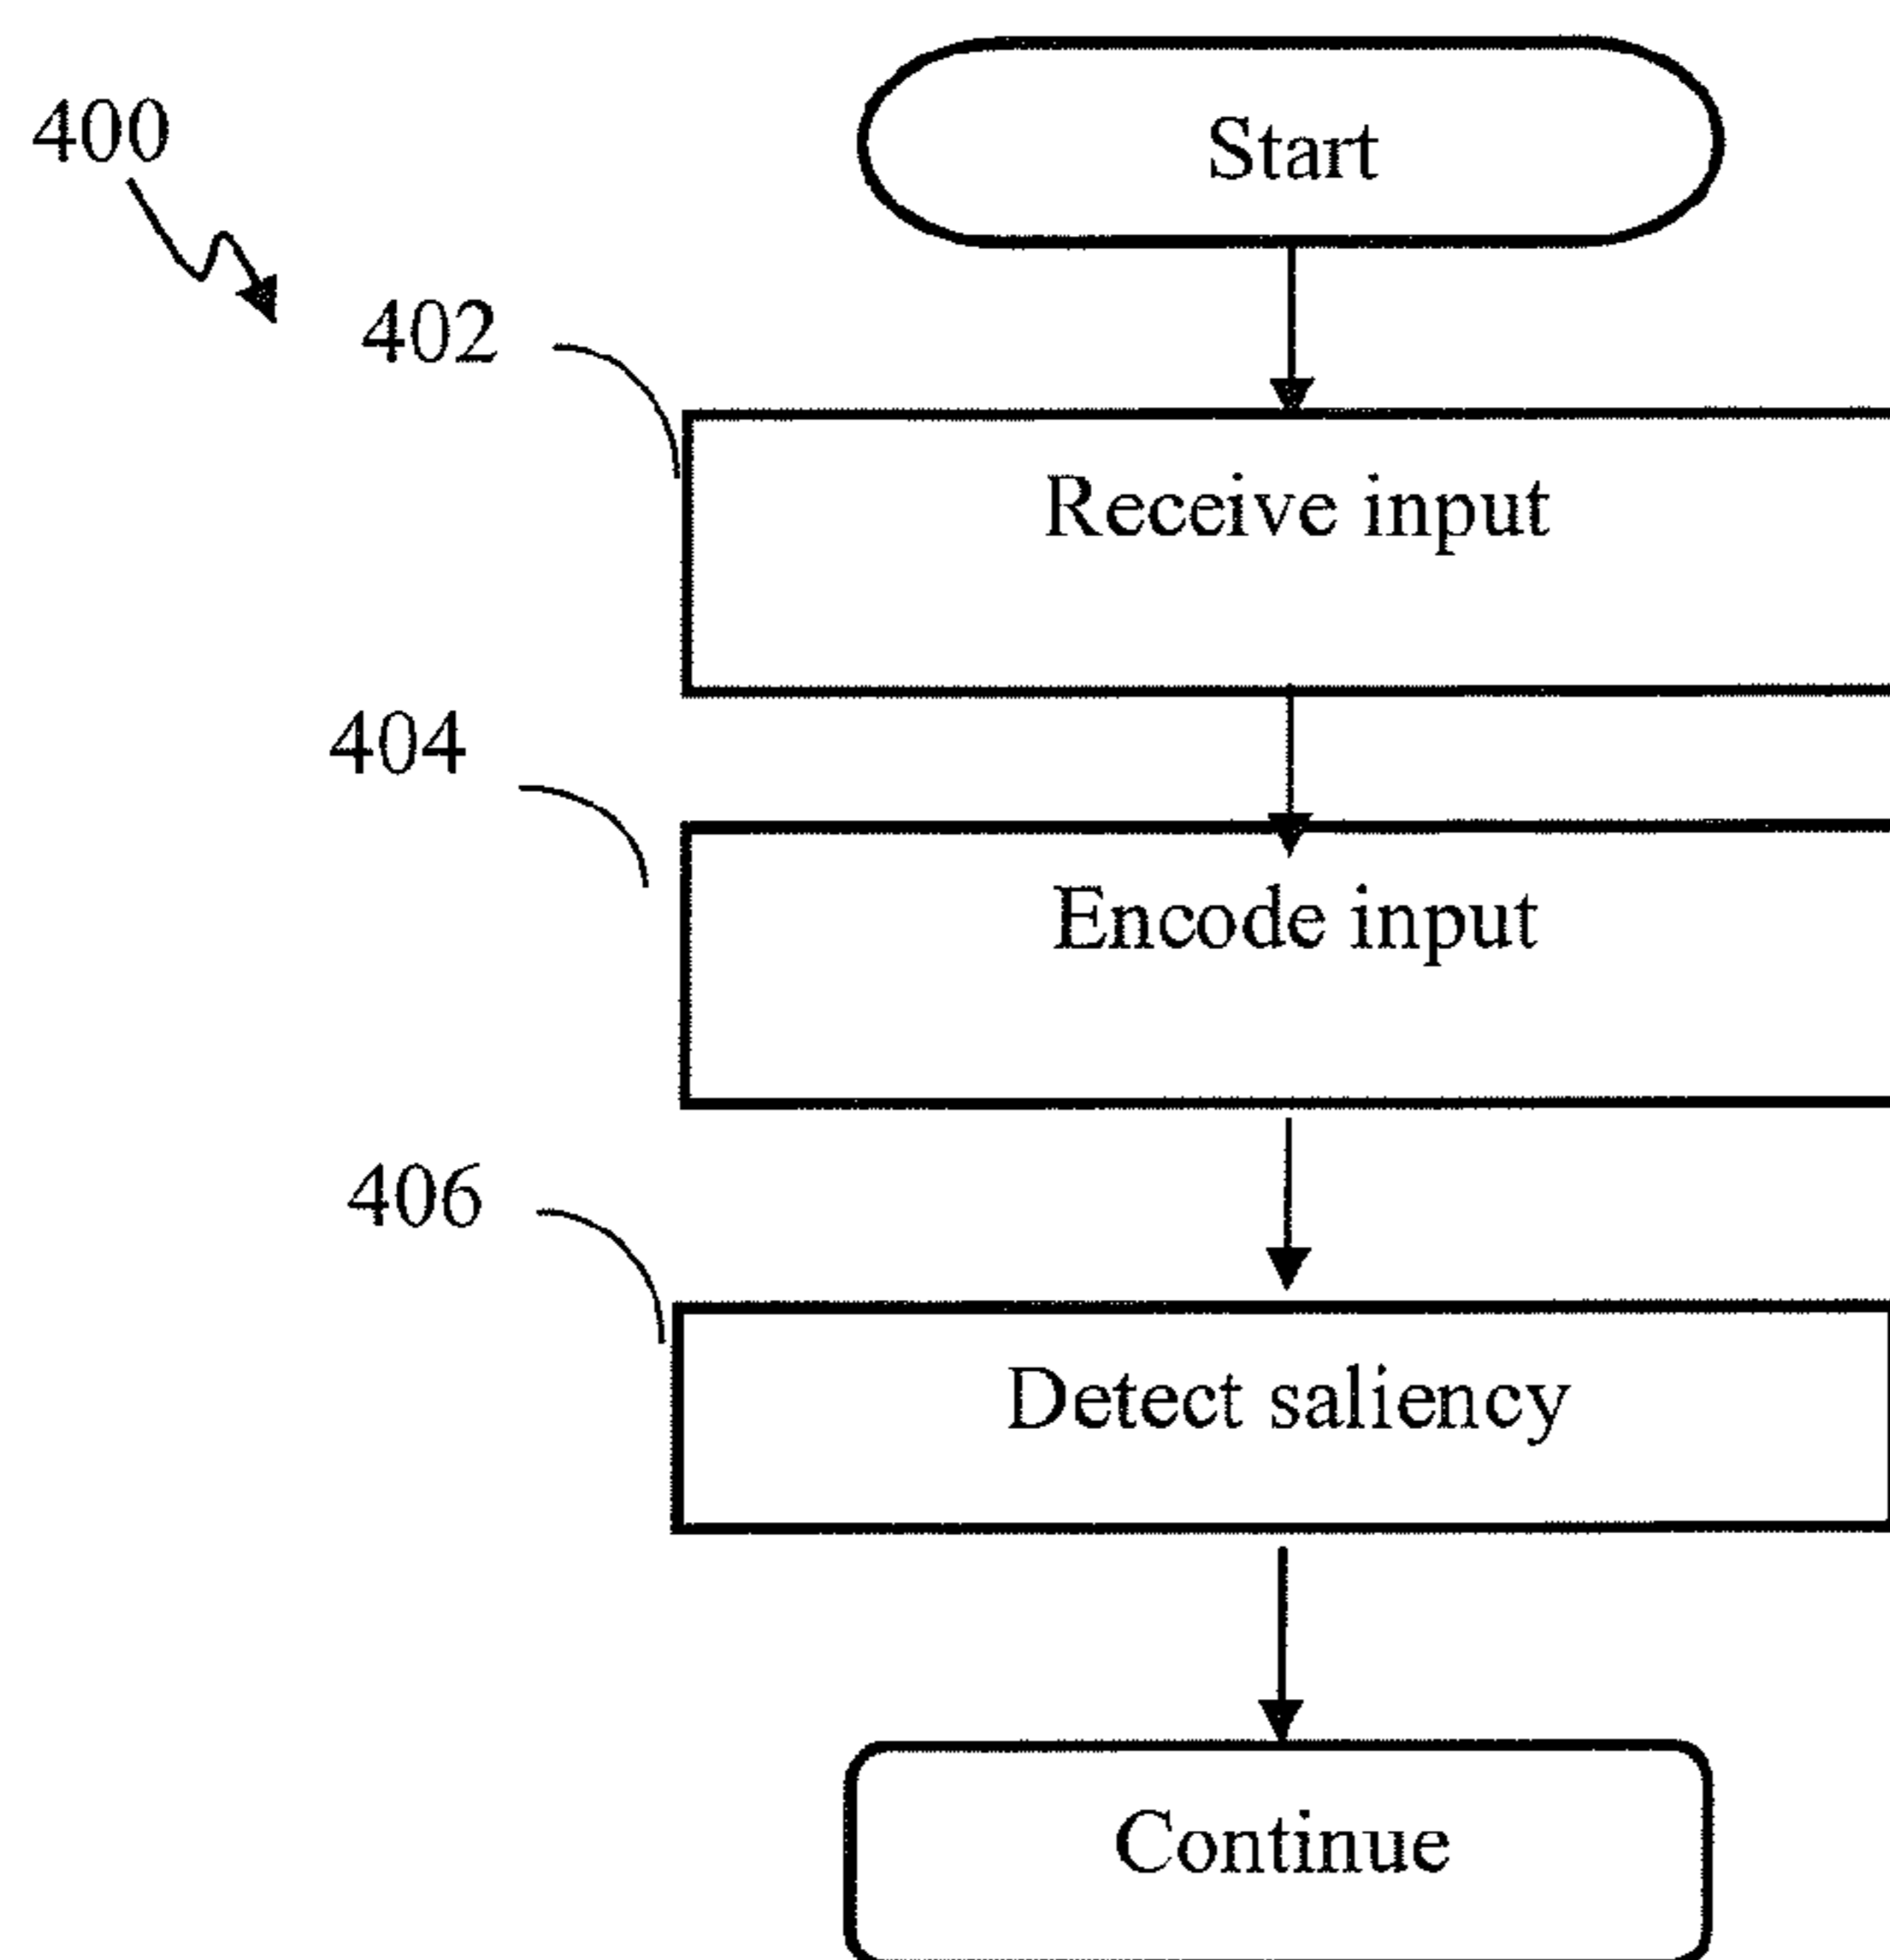 400
Start
402
Receive input
404
Encode input
406
Detect saliency
Continue